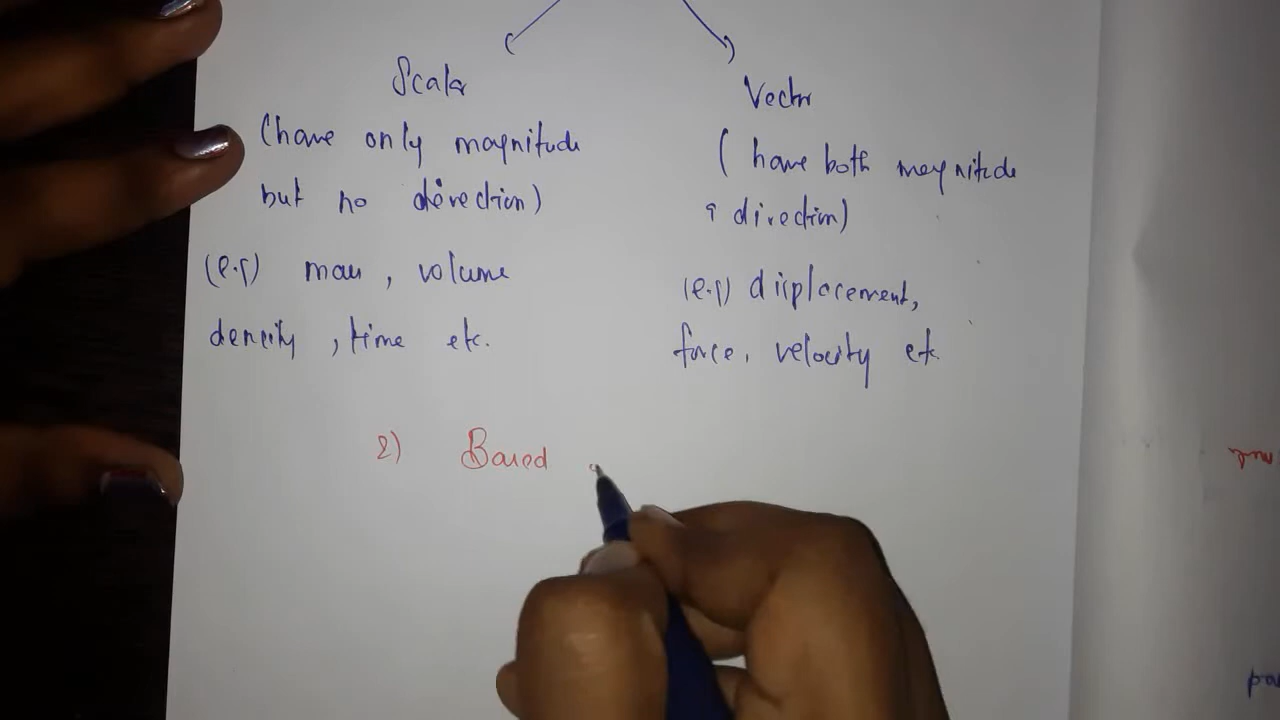 Scalar
Vector
(have only magnitude
but no direction)
(have both magnitude
& direction)
(e.g) mass, volume
density, time etc.
(e.g) displacement,
force, velocity etc.
2) Based